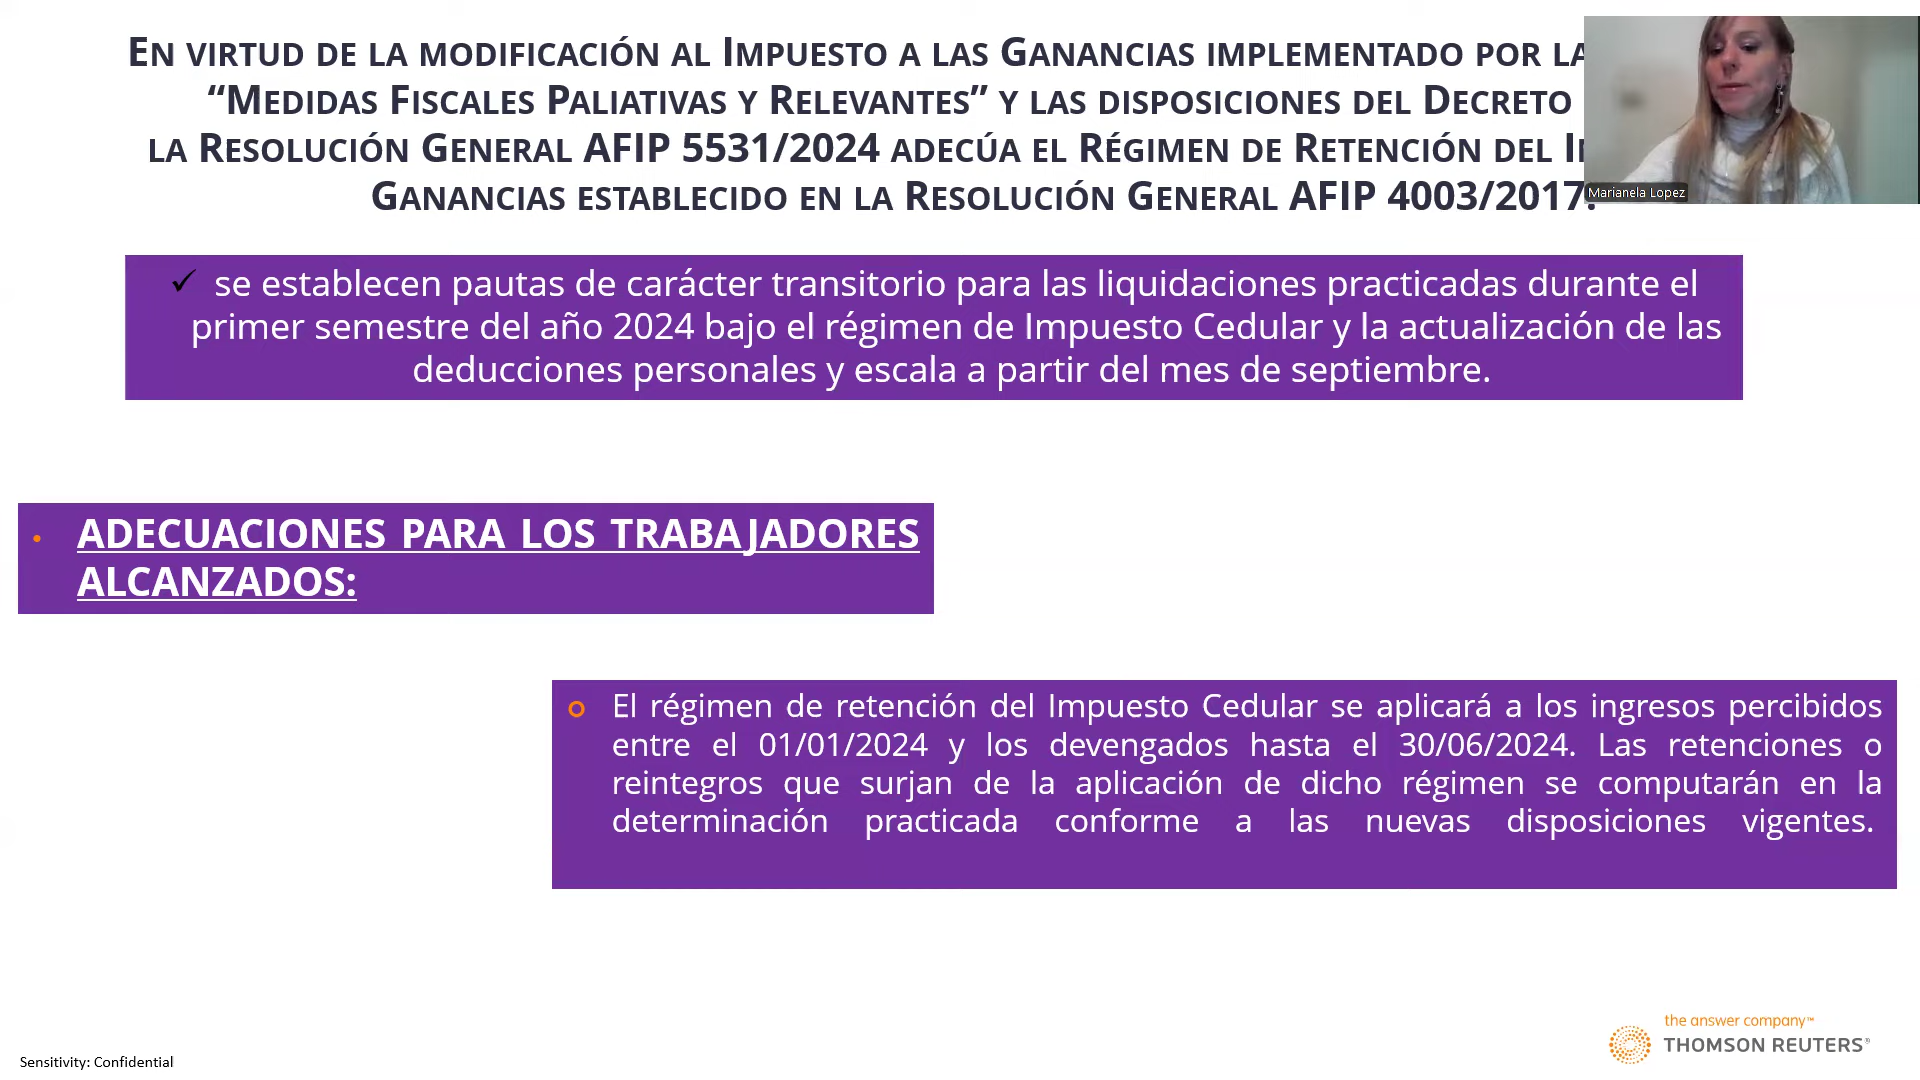 EN VIRTUD DE LA MODIFICACIÓN AL IMPUESTO A LAS GANANCIAS IMPLEMENTADO POR LA
“MEDIDAS FISCALES PALIATIVAS Y RELEVANTES” Y LAS DISPOSICIONES DEL DECRETO
LA RESOLUCIÓN GENERAL AFIP 5531/2024 ADECÚA EL RÉGIMEN DE RETENCIÓN DEL
GANANCIAS ESTABLECIDO EN LA RESOLUCIÓN GENERAL AFIP 4003/2017.
Marianela Lopez
✓ se establecen pautas de carácter transitorio para las liquidaciones practicadas durante el
primer semestre del año 2024 bajo el régimen de Impuesto Cedular y la actualización de las
deducciones personales y escala a partir del mes de septiembre.
• ADECUACIONES PARA LOS TRABAJADORES
ALCANZADOS:
El régimen de retención del Impuesto Cedular se aplicará a los ingresos percibidos
entre el 01/01/2024 y los devengados hasta el 30/06/2024. Las retenciones o
reintegros que surjan de la aplicación de dicho régimen se computarán en la
determinación practicada conforme a las nuevas disposiciones vigentes.
the answer company™
THOMSON REUTERS®
Sensitivity: Confidential